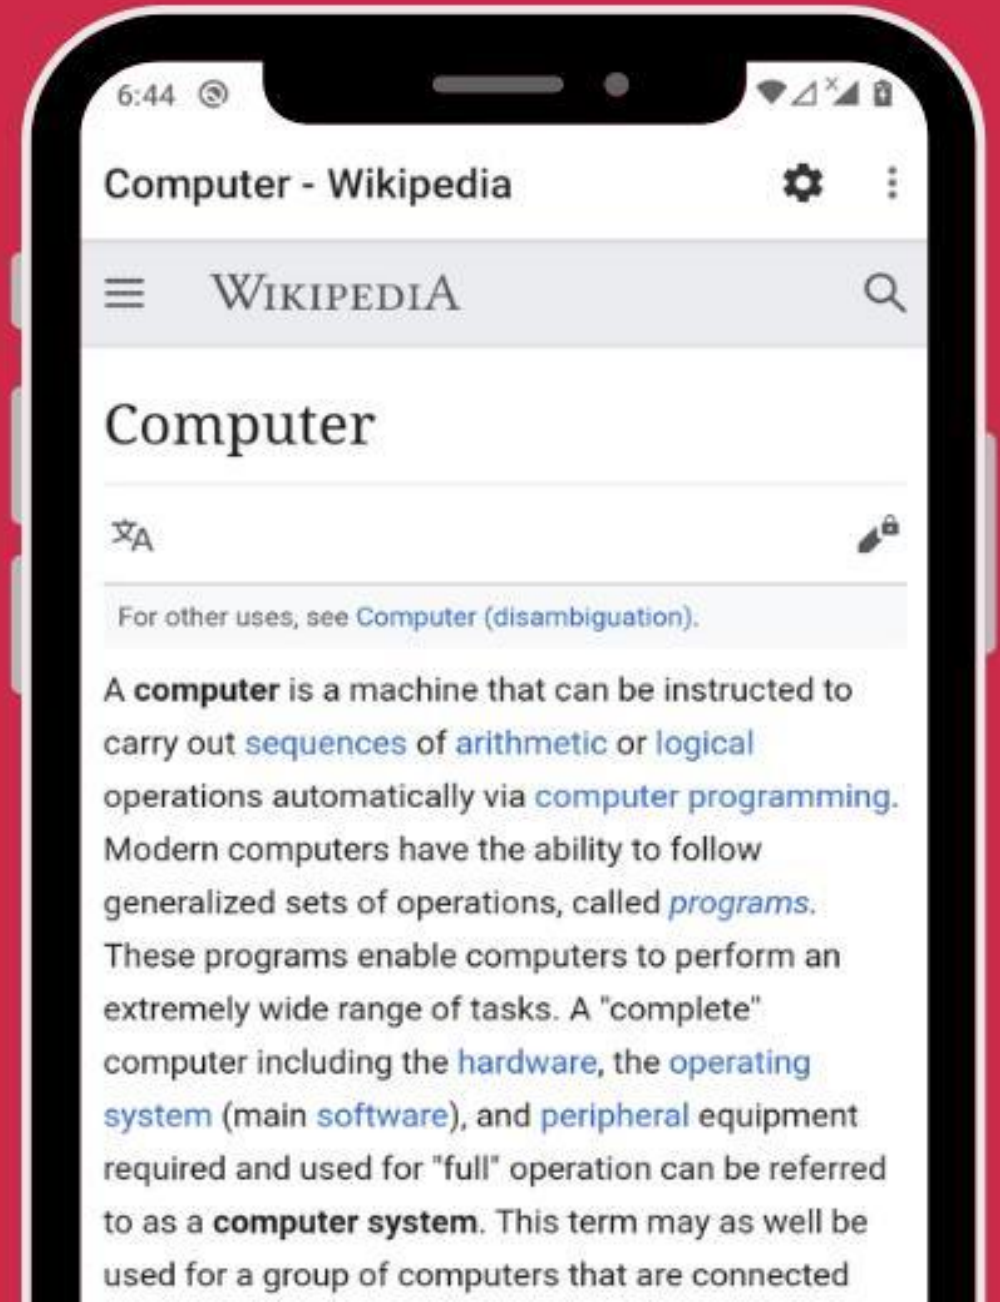 6:44
Computer - Wikipedia
WIKIPEDIA
Computer
文A
For other uses, see Computer (disambiguation).
A computer is a machine that can be instructed to
carry out sequences of arithmetic or logical
operations automatically via computer programming.
Modern computers have the ability to follow
generalized sets of operations, called programs.
These programs enable computers to perform an
extremely wide range of tasks. A "complete"
computer including the hardware, the operating
system (main software), and peripheral equipment
required and used for "full" operation can be referred
to as a computer system. This term may as well be
used for a group of computers that are connected